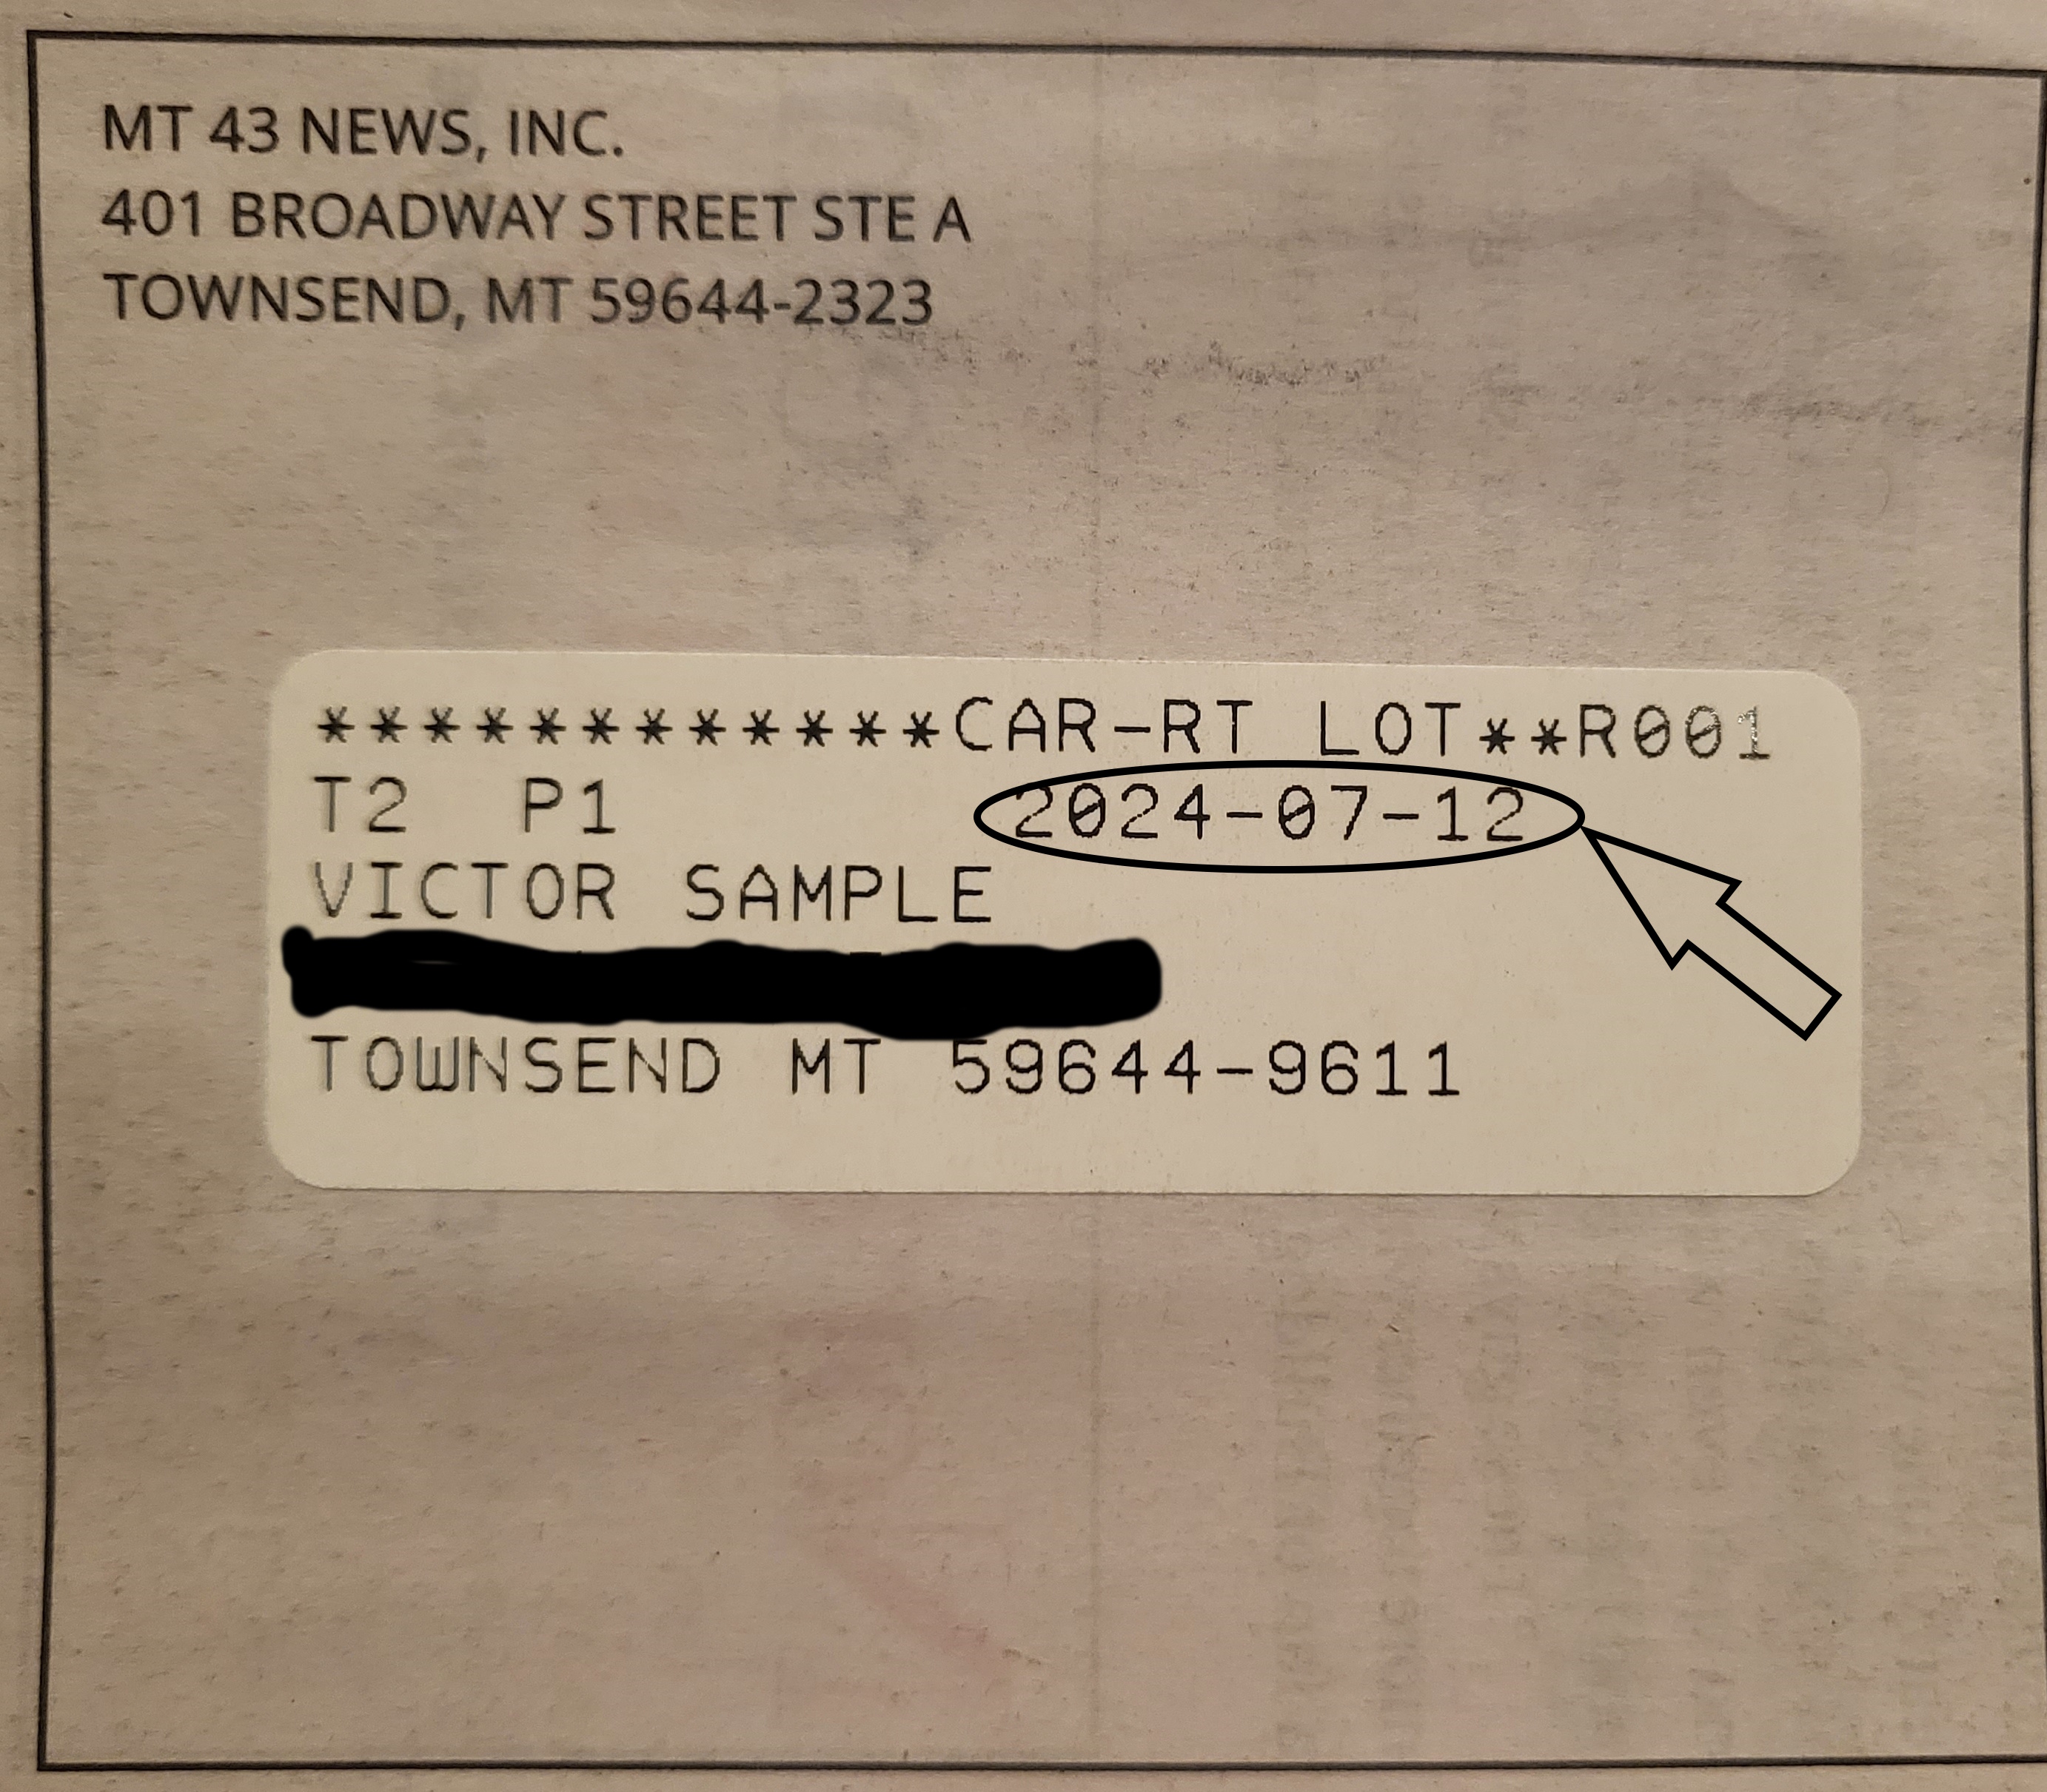 MT 43 NEWS, INC.
401 BROADWAY STREET STE A
TOWNSEND, MT 59644-2323
************CAR-RT LOT**R001
T2 P1 2024-07-12
VICTOR SAMPLE
TOWNSEND MT 59644-9611